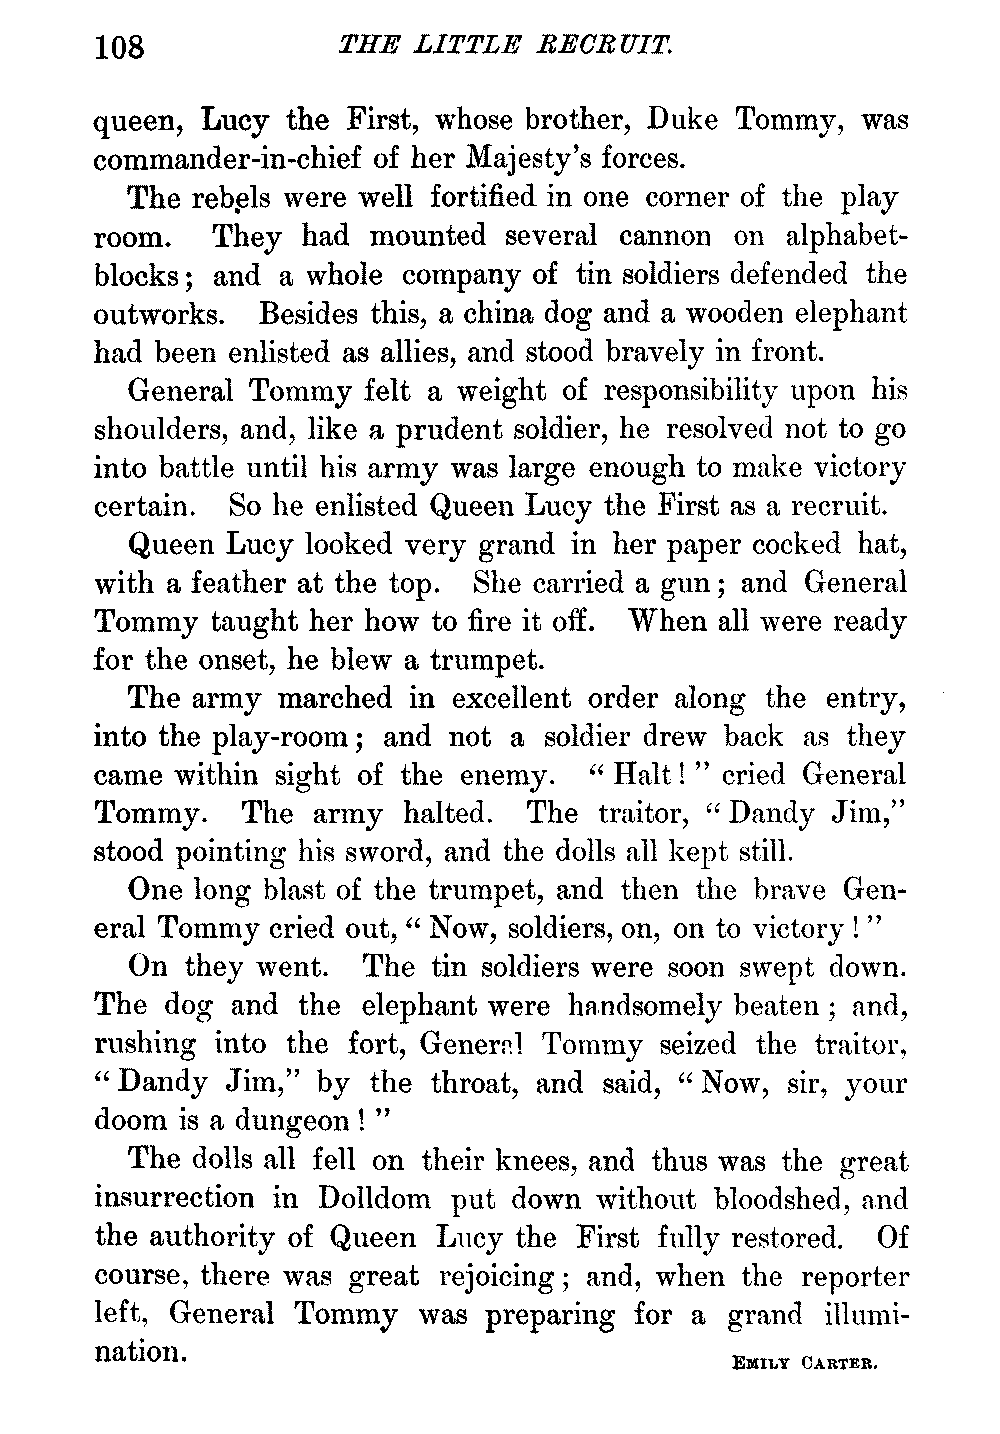 108 THE LITTLE RECRUIT.
queen, Lucy the First, whose brother, Duke Tommy, was
commander-in-chief of her Majesty's forces.
The rebels were well fortified in one corner of the play
room. They had mounted several cannon on alphabet-
blocks; and a whole company of tin soldiers defended the
outworks. Besides this, a china dog and a wooden elephant
had been enlisted as allies, and stood bravely in front.
General Tommy felt a weight of responsibility upon his
shoulders, and, like a prudent soldier, he resolved not to go
into battle until his army was large enough to make victory
certain. So he enlisted Queen Lucy the First as a recruit.
Queen Lucy looked very grand in her paper cocked hat,
with a feather at the top. She carried a gun; and General
Tommy taught her how to fire it off. When all were ready
for the onset, he blew a trumpet.
The army marched in excellent order along the entry,
into the play-room; and not a soldier drew back as they
came within sight of the enemy. "Halt!" cried General
Tommy. The army halted. The traitor, "Dandy Jim,"
stood pointing his sword, and the dolls all kept still.
One long blast of the trumpet, and then the brave Gen-
eral Tommy cried out, "Now, soldiers, on, on to victory!"
On they went. The tin soldiers were soon swept down.
The dog and the elephant were handsomely beaten; and,
rushing into the fort, General Tommy seized the traitor,
"Dandy Jim," by the throat, and said, "Now, sir, your
doom is a dungeon!"
The dolls all fell on their knees, and thus was the great
insurrection in Dolldom put down without bloodshed, and
the authority of Queen Lucy the First fully restored. Of
course, there was great rejoicing; and, when the reporter
left, General Tommy was preparing for a grand illumi-
nation. EMILY CARTER.